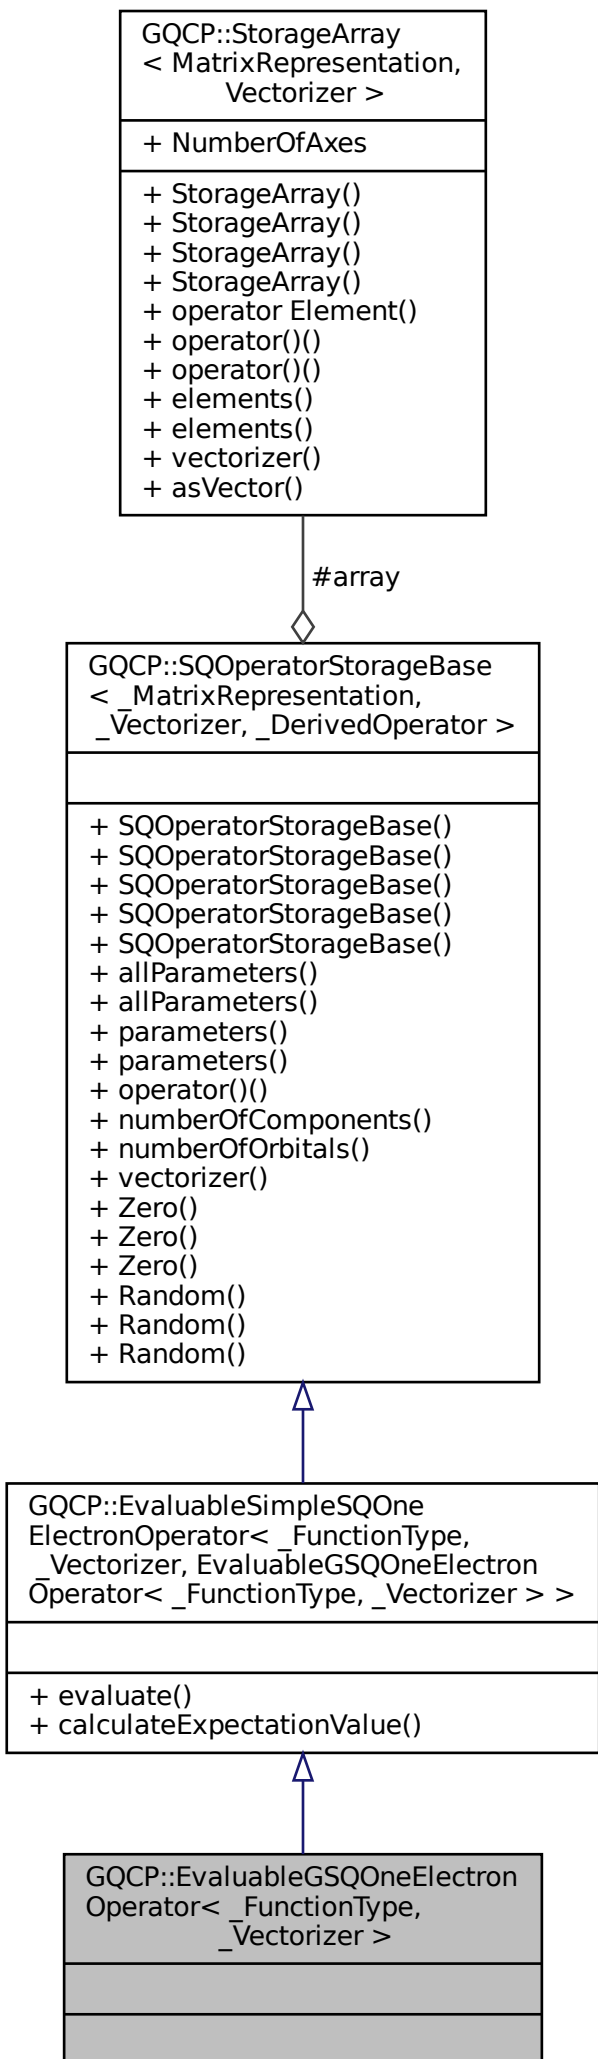 GQCP::StorageArray
< MatrixRepresentation,
Vectorizer >
+ NumberOfAxes
+ StorageArray()
+ StorageArray()
+ StorageArray()
+ StorageArray()
+ operator Element()
+ operator()()
+ operator()()
+ elements()
+ elements()
+ vectorizer()
+ asVector()
#array
GQCP::SQOperatorStorageBase
< _MatrixRepresentation,
_Vectorizer, _DerivedOperator >
+ SQOperatorStorageBase()
+ SQOperatorStorageBase()
+ SQOperatorStorageBase()
+ SQOperatorStorageBase()
+ SQOperatorStorageBase()
+ allParameters()
+ allParameters()
+ parameters()
+ parameters()
+ operator()()
+ numberOfComponents()
+ numberOfOrbitals()
+ vectorizer()
+ Zero()
+ Zero()
+ Zero()
+ Random()
+ Random()
+ Random()
GQCP::EvaluableSimpleSQOne
ElectronOperator< _FunctionType,
_Vectorizer, EvaluableGSQOneElectron
Operator< _FunctionType, _Vectorizer > >
+ evaluate()
+ calculateExpectationValue()
GQCP::EvaluableGSQOneElectron
Operator< _FunctionType,
_Vectorizer >